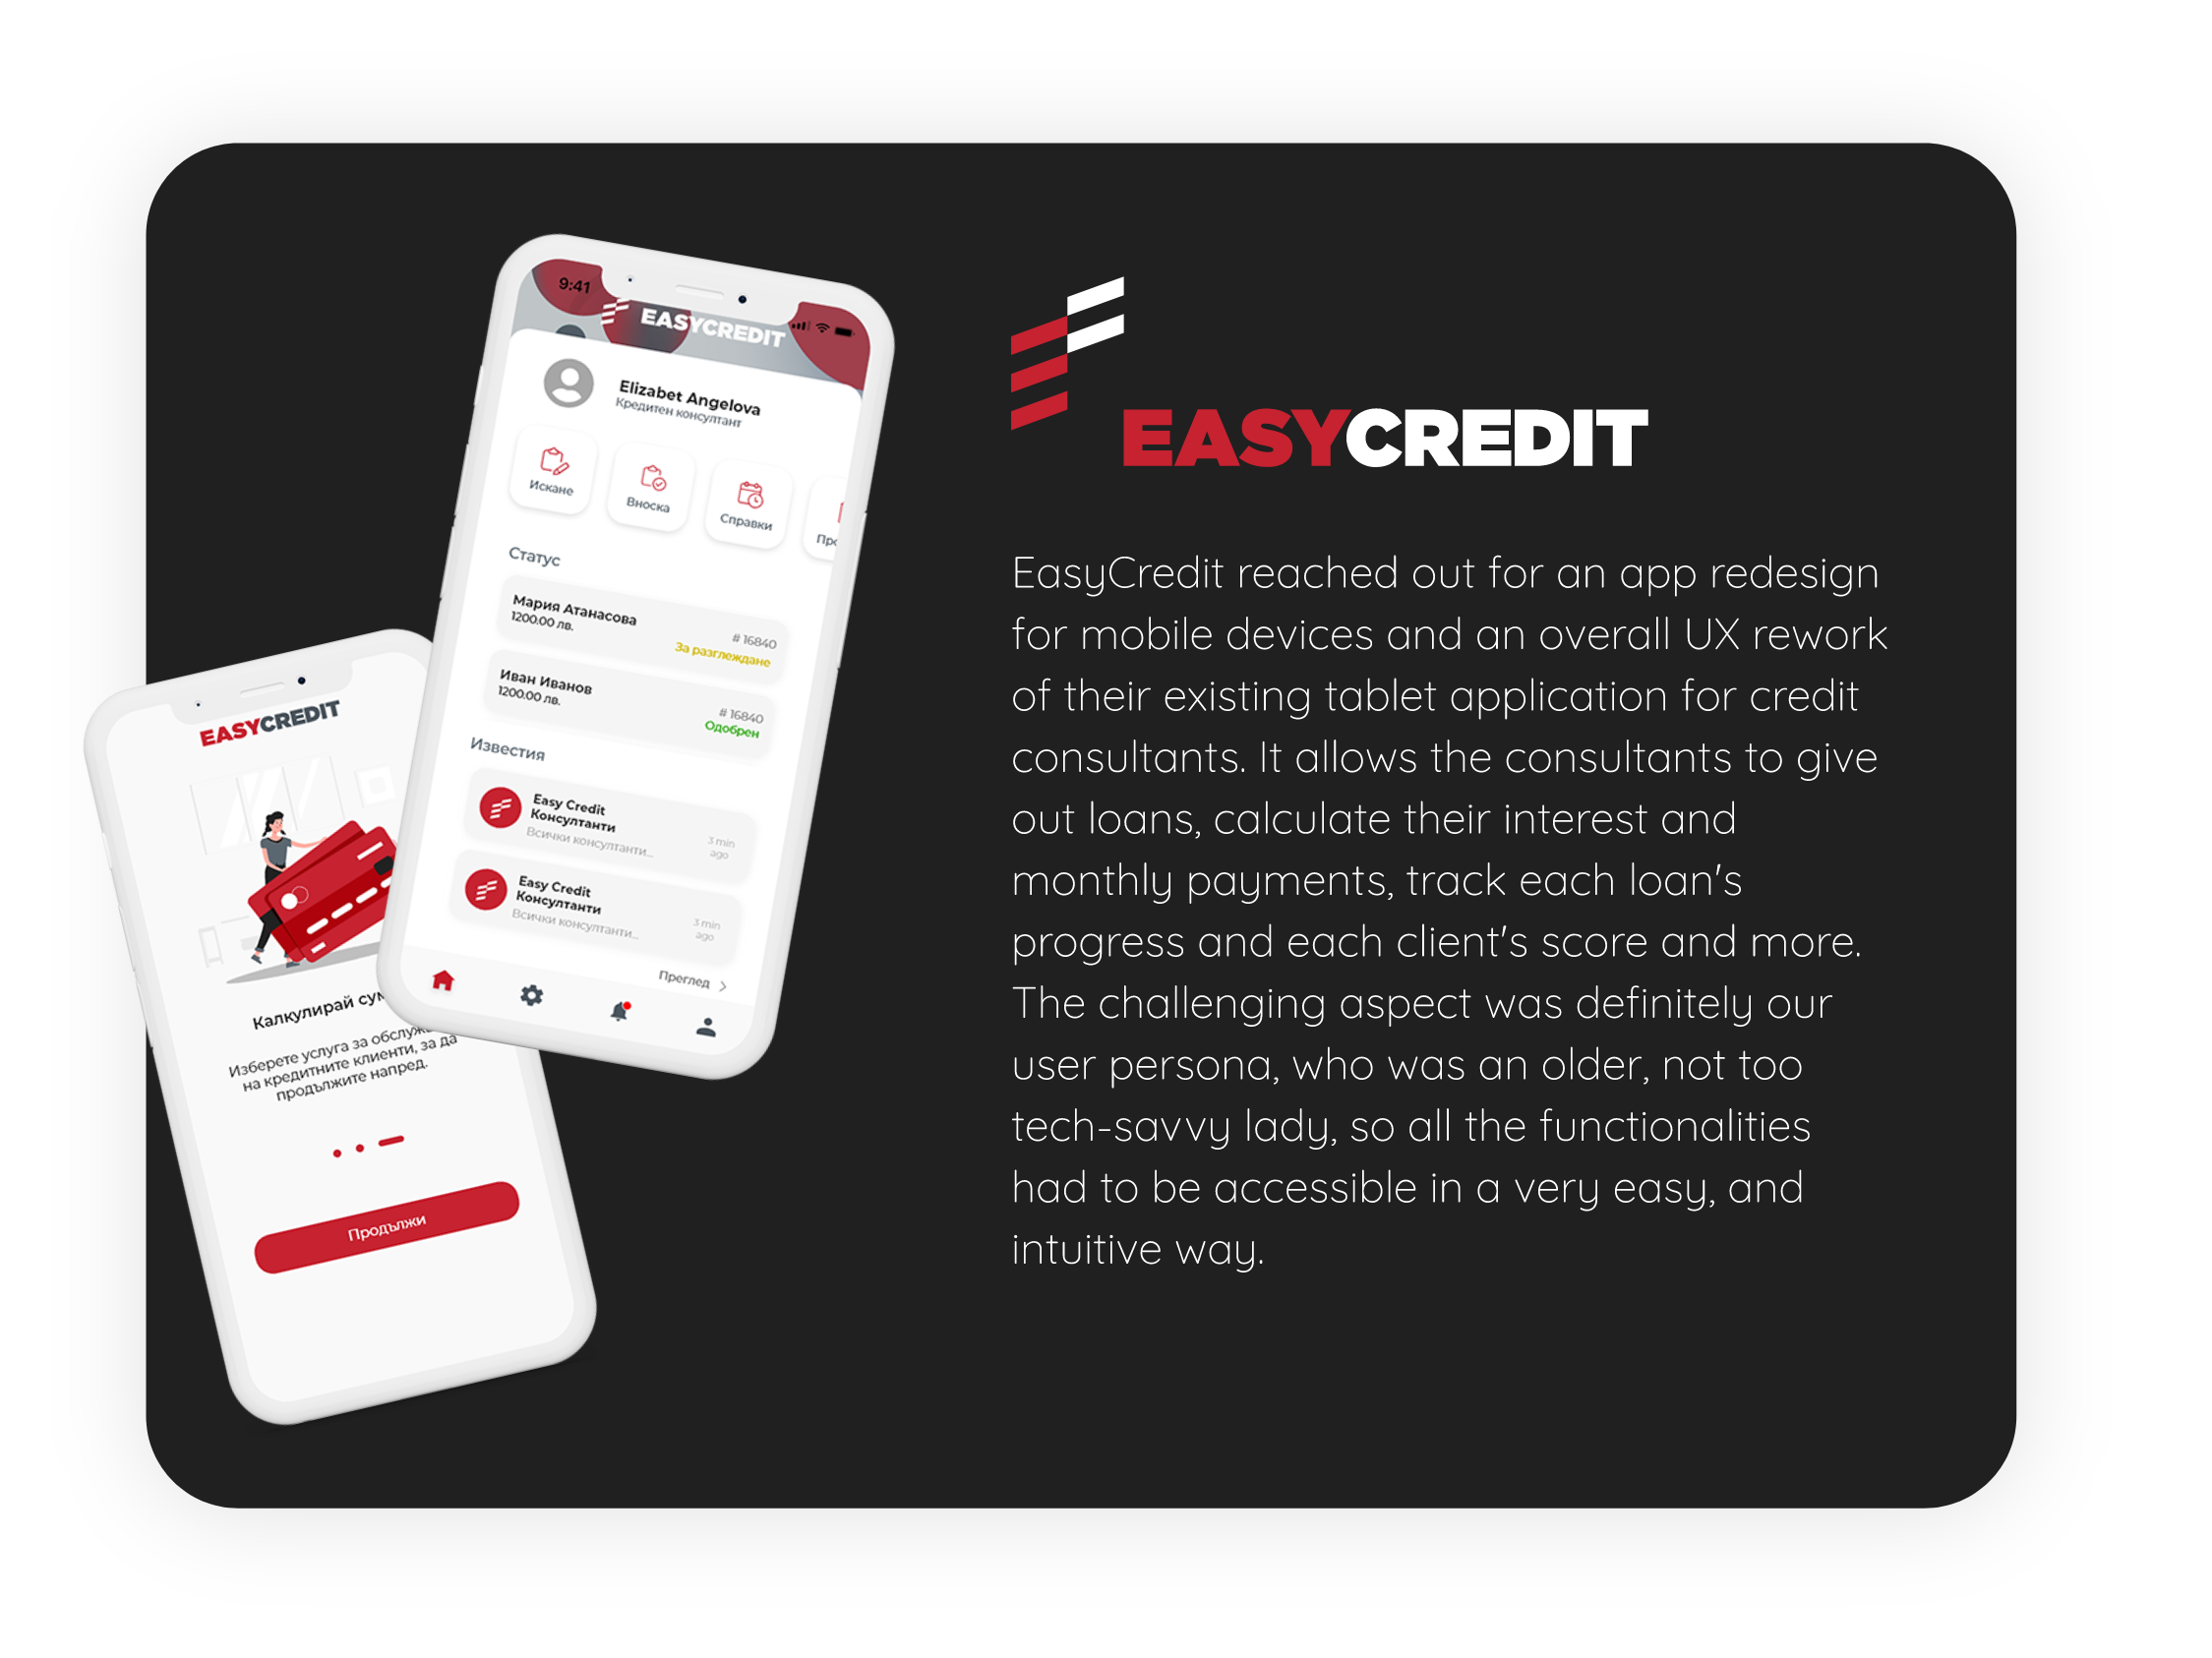 9:41
EASYCREDIT
Elizabet Angelova
Кредитен консултант
Искане
Вноска
Справки
Статус
Мария Атанасова
1200.00 лв.
# 16840
За разглеждане
Иван Иванов
1200.00 лв.
# 16840
Одобрен
Известия
Easy Credit
Консултанти
Всички консултанти...
3 min
ago
Easy Credit
Консултанти
Всички консултанти...
3 min
ago
Преглед
EASYCREDIT
Калкулирай
Изберете услуга за
на кредитните клиенти, за да
продължите напред.
Продължи
EASYCREDIT
EasyCredit reached out for an app redesign
for mobile devices and an overall UX rework
of their existing tablet application for credit
consultants. It allows the consultants to give
out loans, calculate their interest and
monthly payments, track each loan's
progress and each client's score and more.
The challenging aspect was definitely our
user persona, who was an older, not too
tech-savvy lady, so all the functionalities
had to be accessible in a very easy, and
intuitive way.